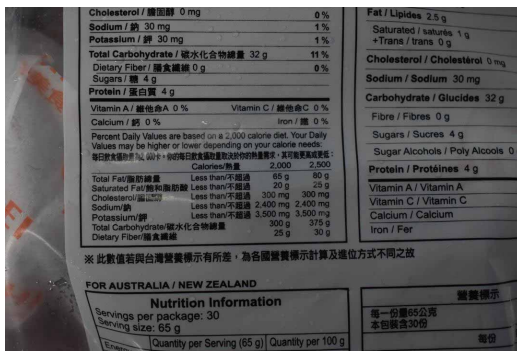 Cholesterol / 膽固醇 0 mg 0%
Sodium / 鈉 30 mg 1%
Potassium / 鉀 30 mg 1%
Total Carbohydrate / 碳水化合物總量 32 g 11%
Dietary Fiber / 膳食纖維 0 g 0%
Sugars / 糖 4 g
Protein / 蛋白質 4 g
Vitamin A / 維他命A 0% Vitamin C / 維他命C 0%
Calcium / 鈣 0% Iron / 鐵 0%
Percent Daily Values are based on a 2,000 calorie diet. Your Daily
Values may be higher or lower depending on your calorie needs:
Calories/熱量 2,000 2,500
Total Fat/脂肪總量 Less than/不超過 65 g 80 g
Saturated Fat/飽和脂肪酸 Less than/不超過 20 g 25 g
Cholesterol/膽固醇 Less than/不超過 300 mg 300 mg
Sodium/鈉 Less than/不超過 2,400 mg 2,400 mg
Potassium/鉀 Less than/不超過 3,500 mg 3,500 mg
Total Carbohydrate/碳水化合物總量 300 g 375 g
Dietary Fiber/膳食纖維 25 g 30 g
※ 此數值若與台灣營養標示有所差，為各國營養標示計算及進位方式不同之故
FOR AUSTRALIA / NEW ZEALAND
Nutrition Information
Servings per package: 30
Serving size: 65 g
Quantity per Serving (65 g) Quantity per 100 g
Fat / Lipides 2.5 g
Saturated / saturés 1 g
+Trans / trans 0 g
Cholesterol / Cholestérol 0 mg
Sodium / Sodium 30 mg
Carbohydrate / Glucides 32 g
Fibre / Fibres 0 g
Sugars / Sucres 4 g
Sugar Alcohols / Poly Alcools 0
Protein / Protéines 4 g
Vitamin A / Vitamin A
Vitamin C / Vitamin C
Calcium / Calcium
Iron / Fer
營養標示
每一份量65公克
本包裝含30份
每份